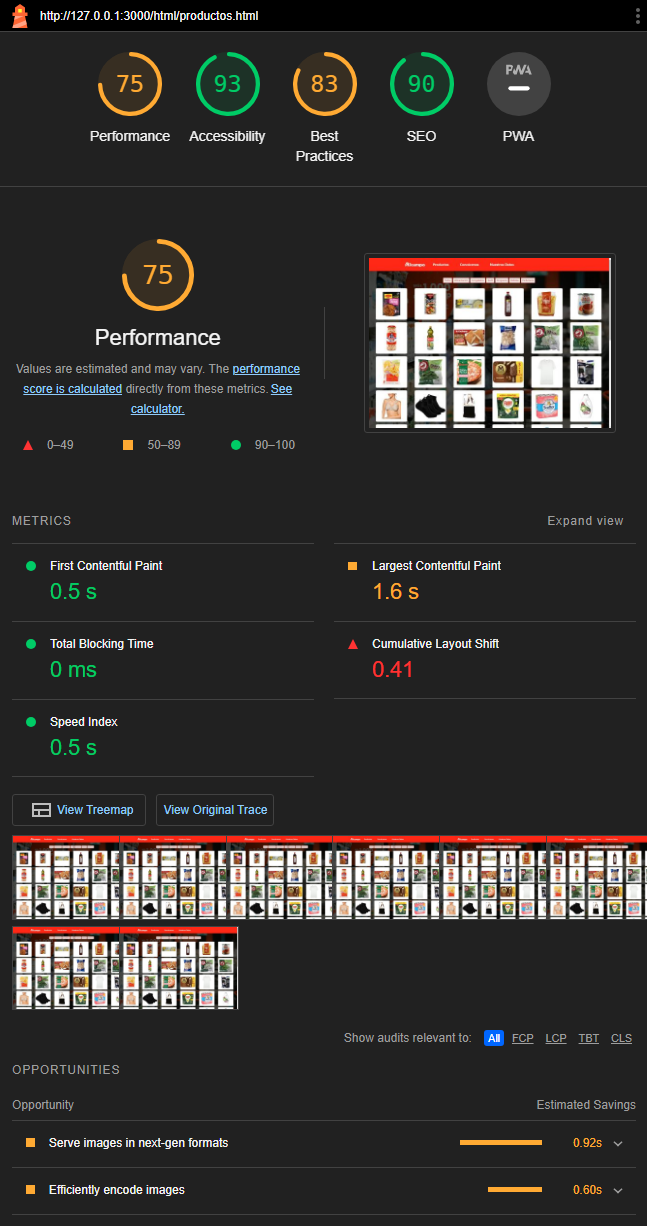 http://127.0.0.1:3000/html/productos.html
75
93
83
90
PWA
Performance
Accessibility
Best
Practices
SEO
PWA
75
Performance
Values are estimated and may vary. The performance
score is calculated directly from these metrics. See
calculator.
0–49
50–89
90–100
METRICS
Expand view
First Contentful Paint
0.5 s
Largest Contentful Paint
1.6 s
Total Blocking Time
0 ms
Cumulative Layout Shift
0.41
Speed Index
0.5 s
View Treemap
View Original Trace
Show audits relevant to: All FCP LCP TBT CLS
OPPORTUNITIES
Opportunity
Estimated Savings
Serve images in next-gen formats
0.92s
Efficiently encode images
0.60s